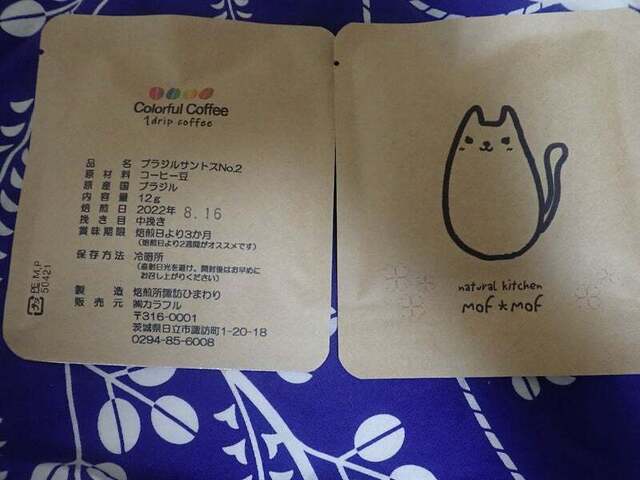 Colorful Coffee
1drip coffee
品 名 ブラジルサントスNo.2
原材料 コーヒー豆
原産国 ブラジル
内容量 12g
焙煎日 2022年 8.16
挽き目 中挽き
賞味期限 焙煎日より3か月
(焙煎日より2週間がオススメです)
保存方法 冷暗所
(直射日光を避け、開封後はお早めに
お召し上がりください)
製 造 焙煎所諏訪ひまわり
販売元 ㈱カラフル
〒316-0001
茨城県日立市諏訪町1-20-18
0294-85-6008
PE M,P
50421
natural kitchen
mof★mof